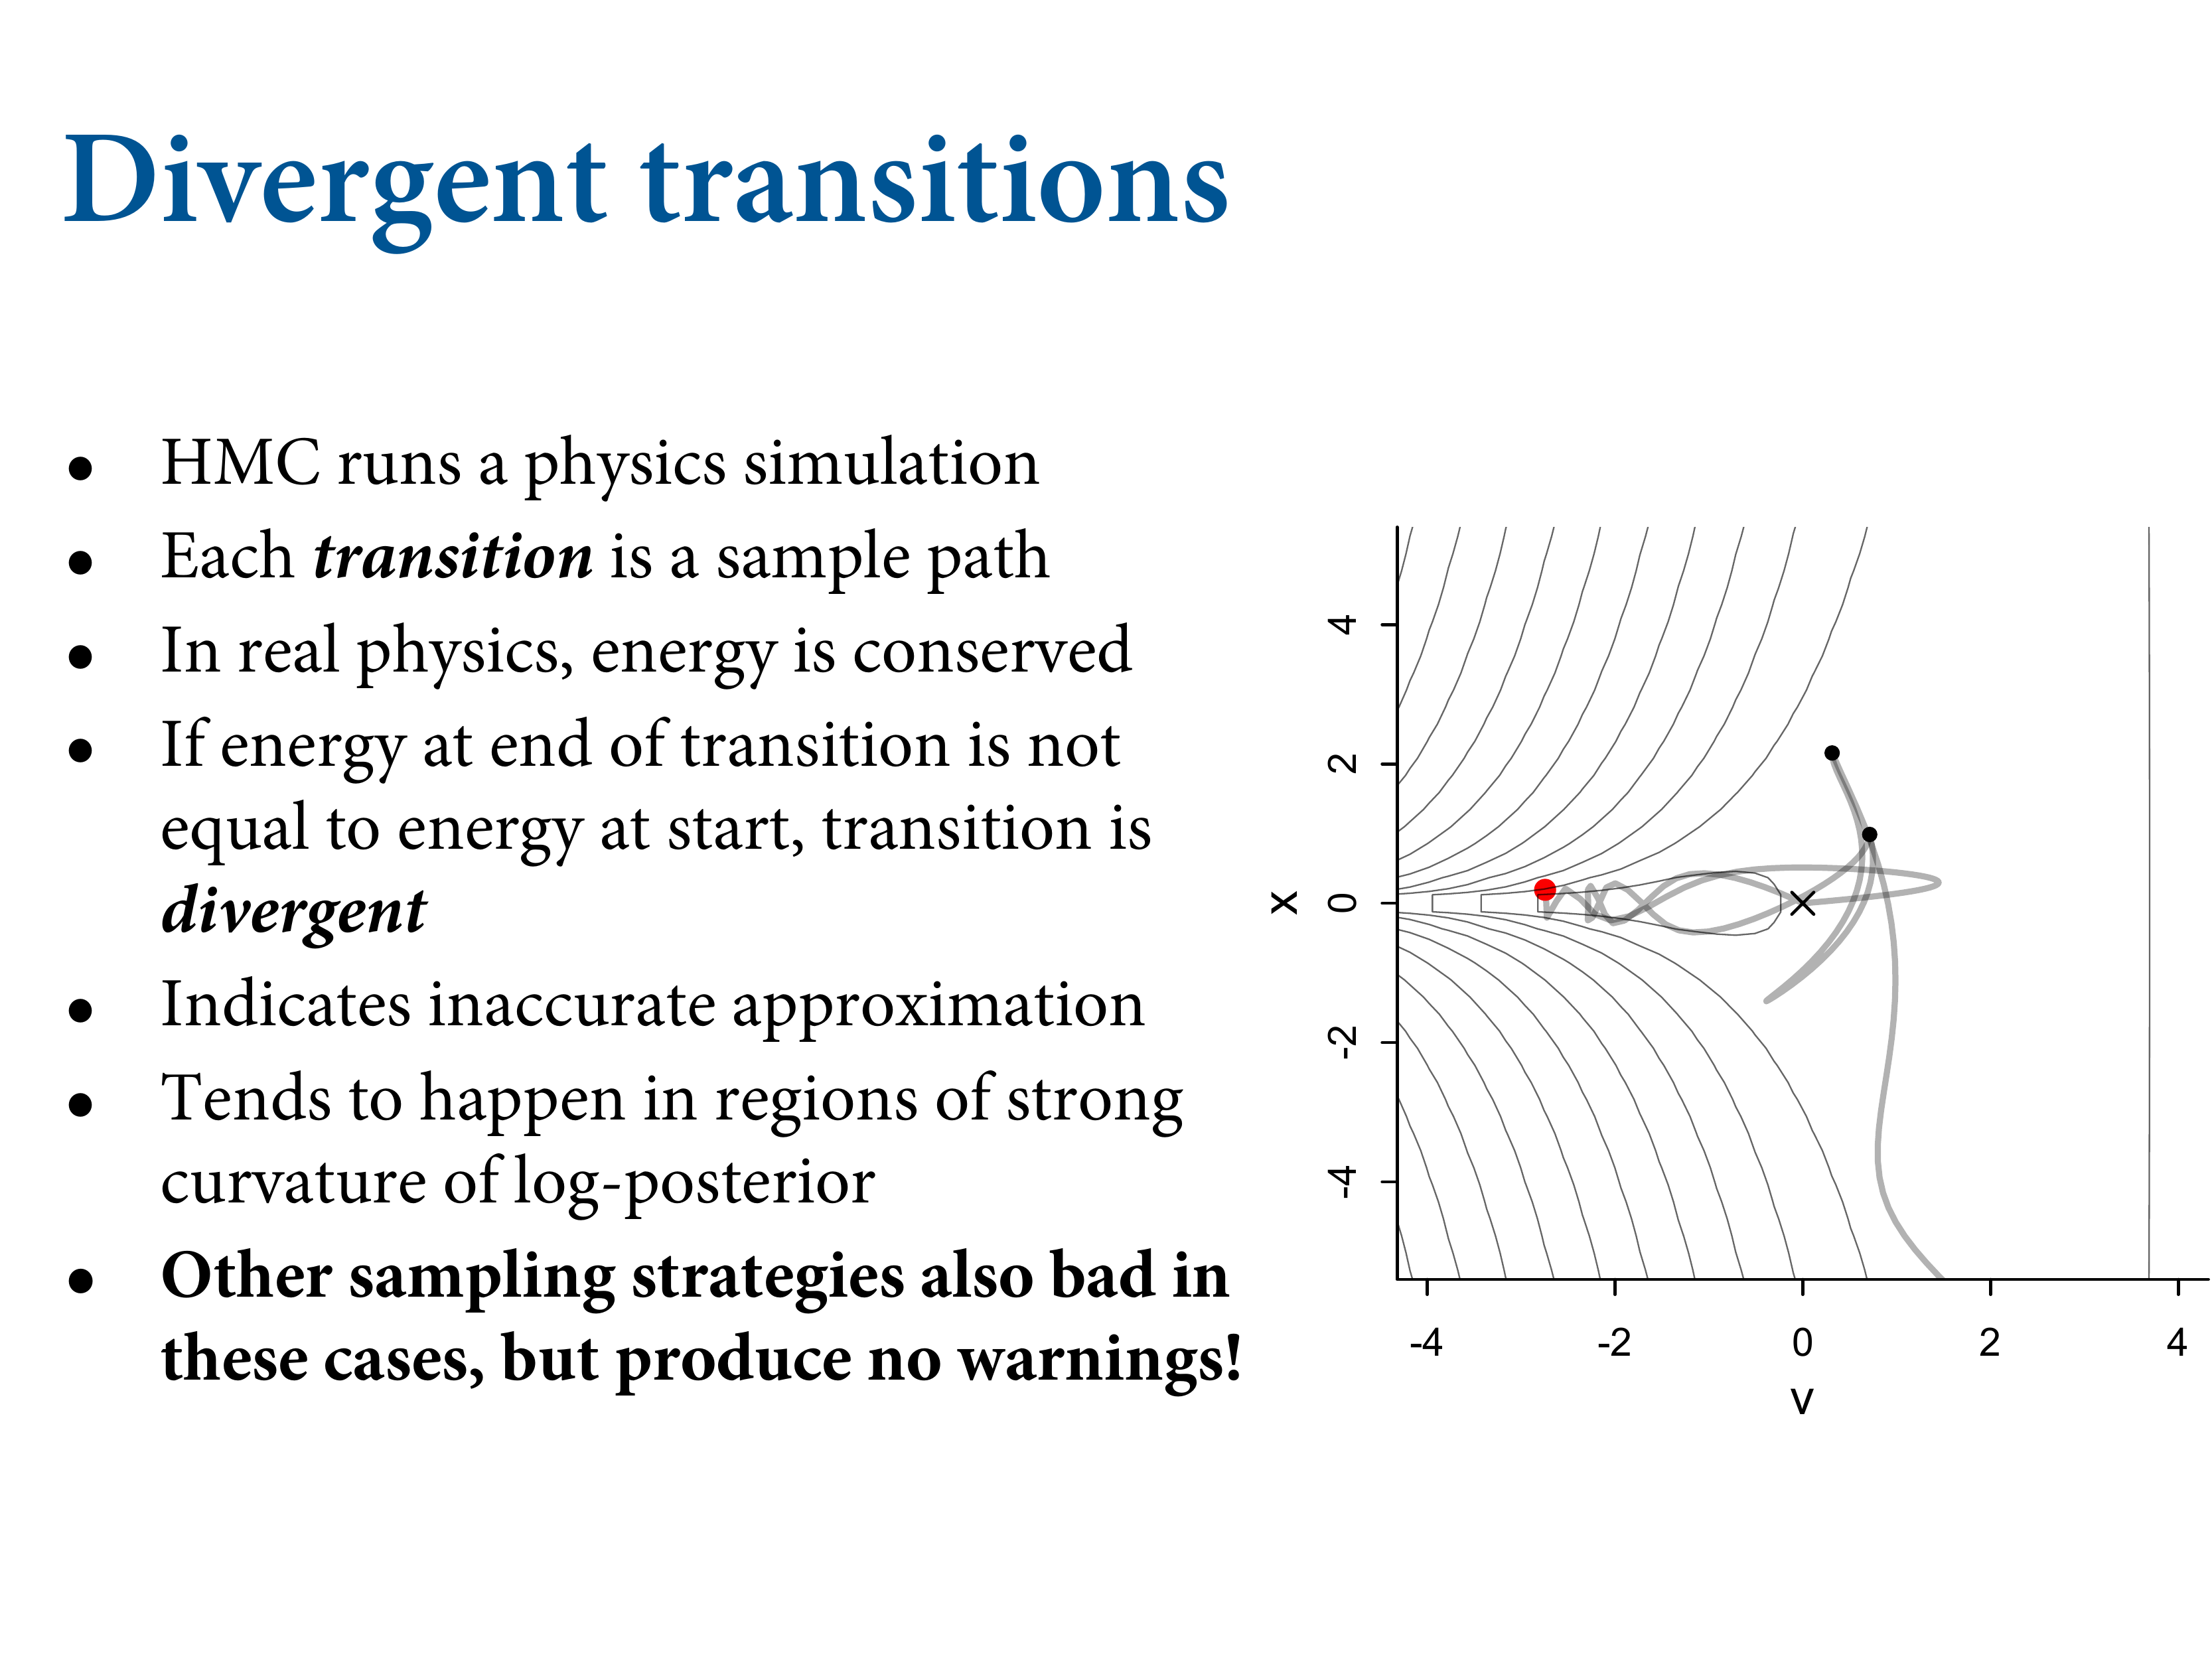 Divergent transitions
• HMC runs a physics simulation
• Each transition is a sample path
• In real physics, energy is conserved
• If energy at end of transition is not
equal to energy at start, transition is
divergent
• Indicates inaccurate approximation
• Tends to happen in regions of strong
curvature of log-posterior
• Other sampling strategies also bad in
these cases, but produce no warnings!
4
2
0
-2
-4
x
-4 -2 0 2 4
v